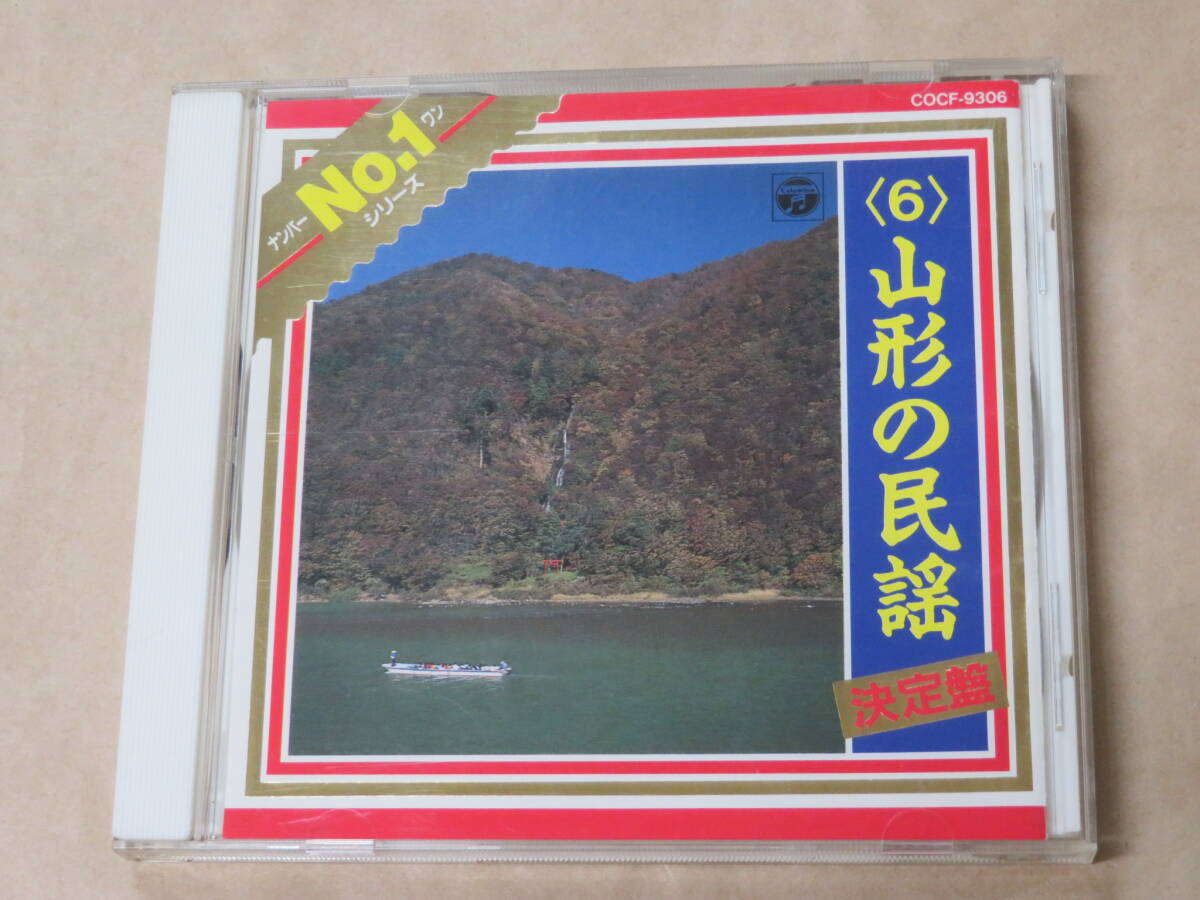 COCF-9306
ナンバー No.1 ワン
シリーズ
Columbia
〈6〉山形の民謡
決定盤